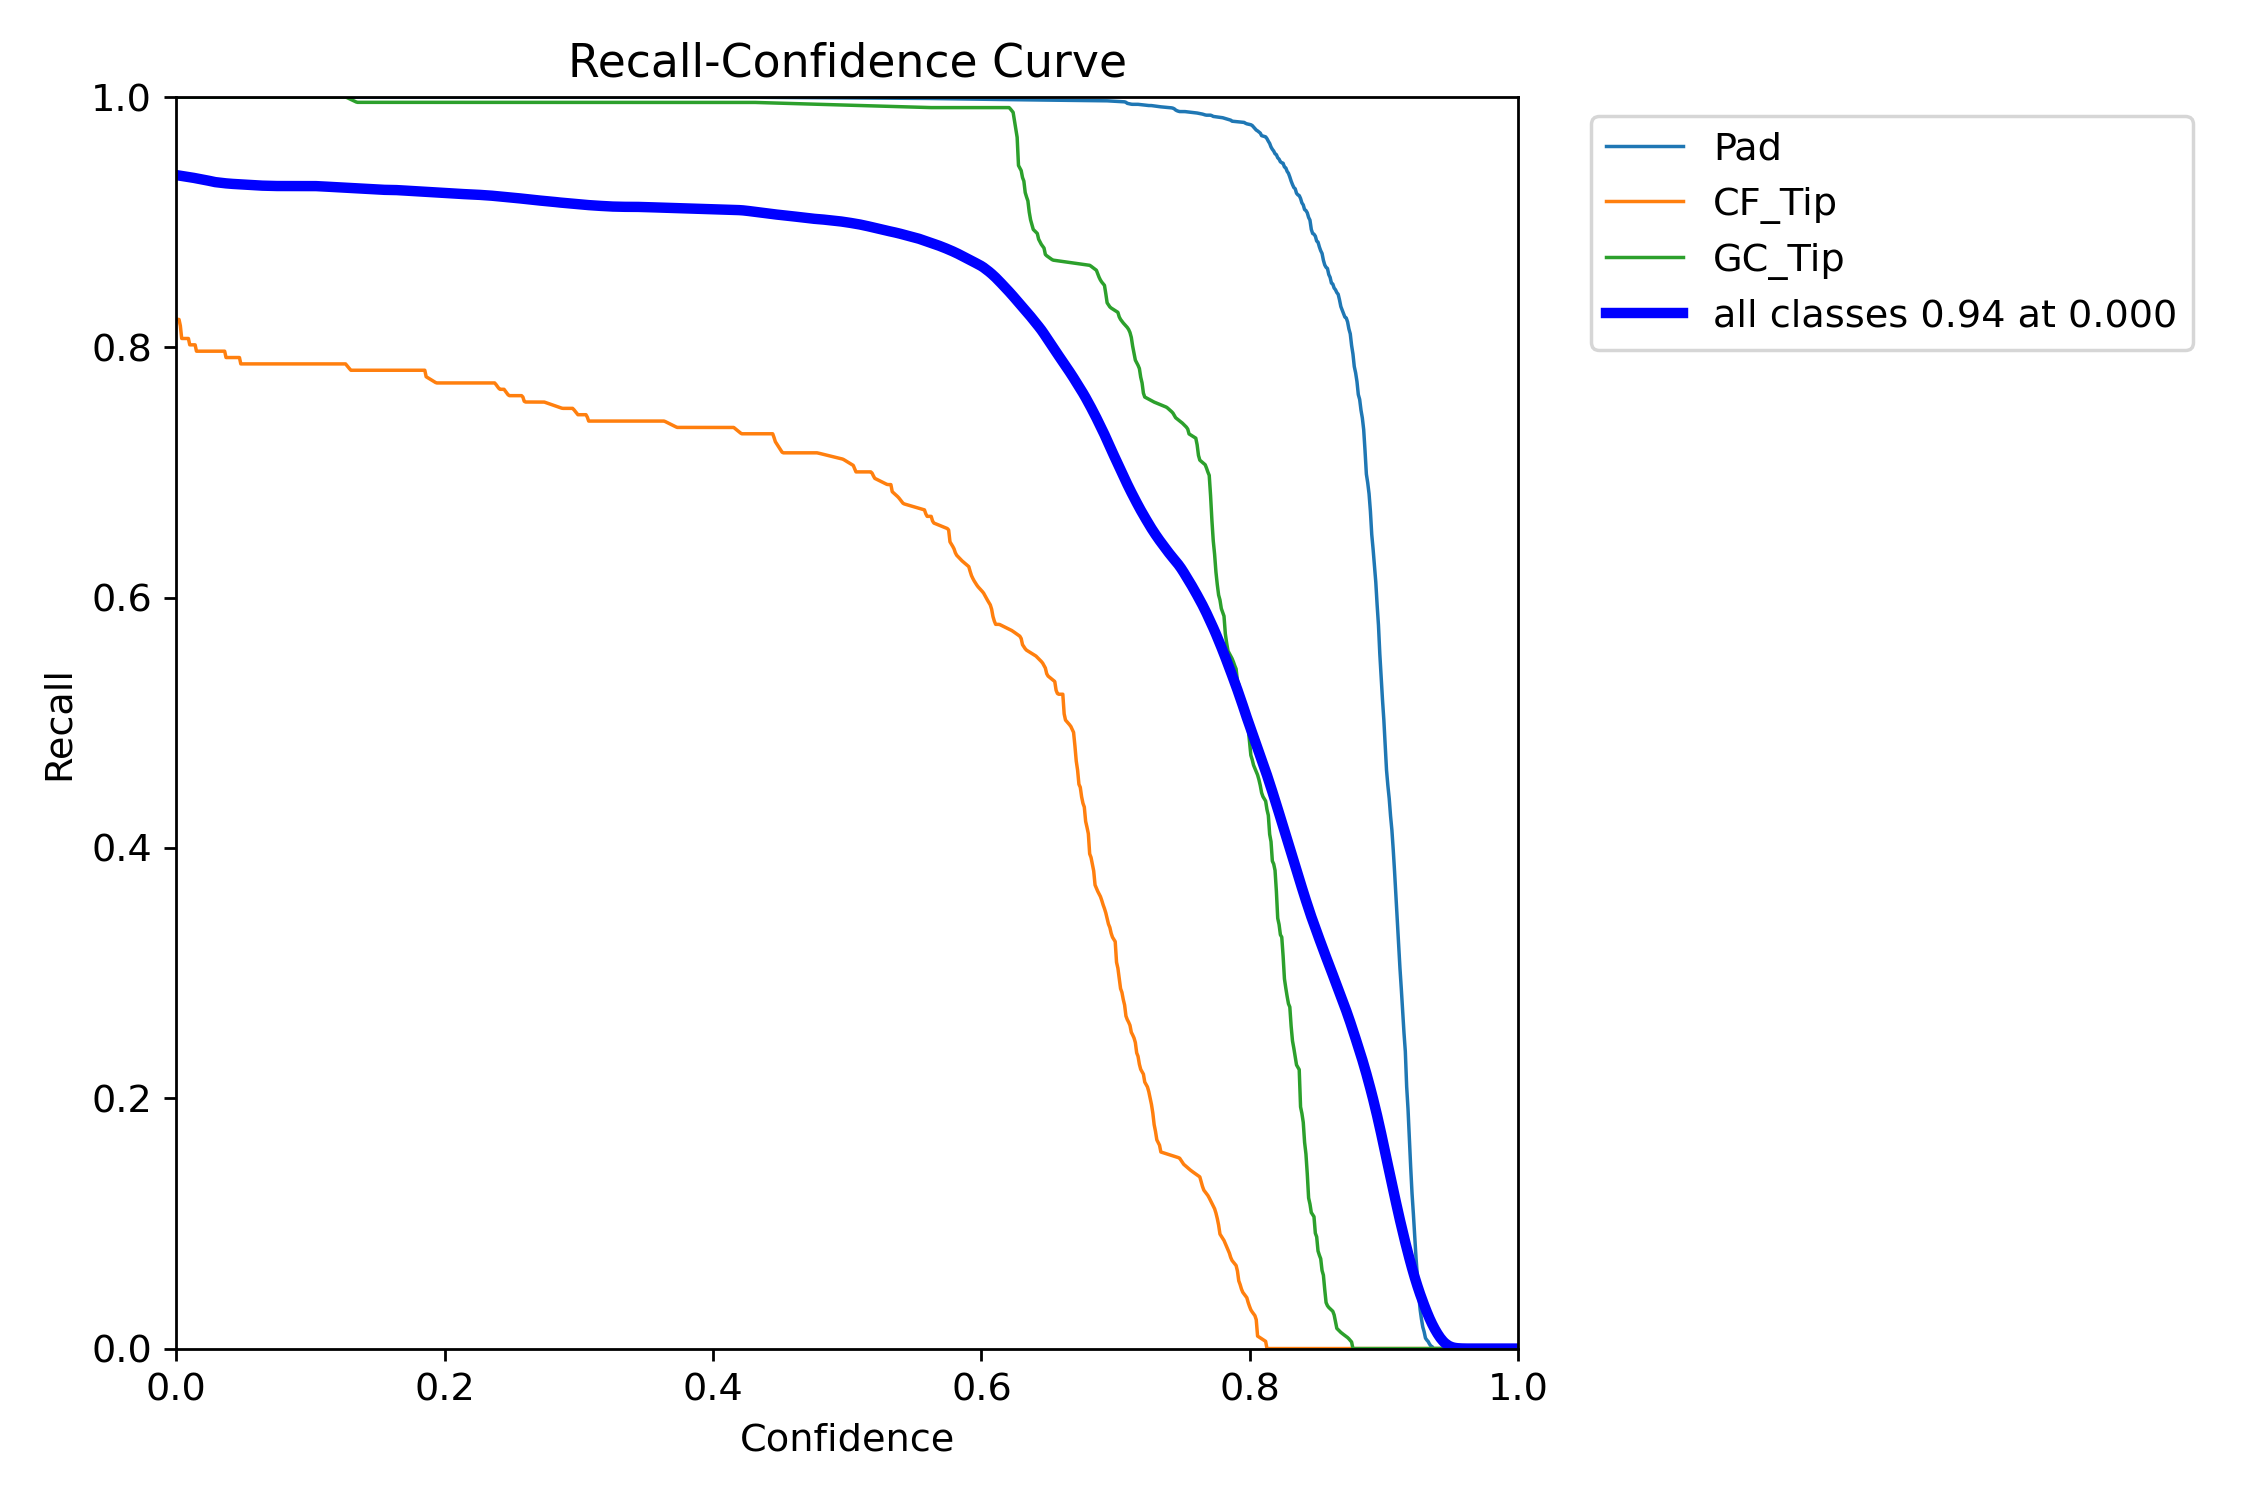 Recall-Confidence Curve
1.0
0.8
0.6
0.4
0.2
0.0
Recall
0.0 0.2 0.4 0.6 0.8 1.0
Confidence
Pad
CF_Tip
GC_Tip
all classes 0.94 at 0.000